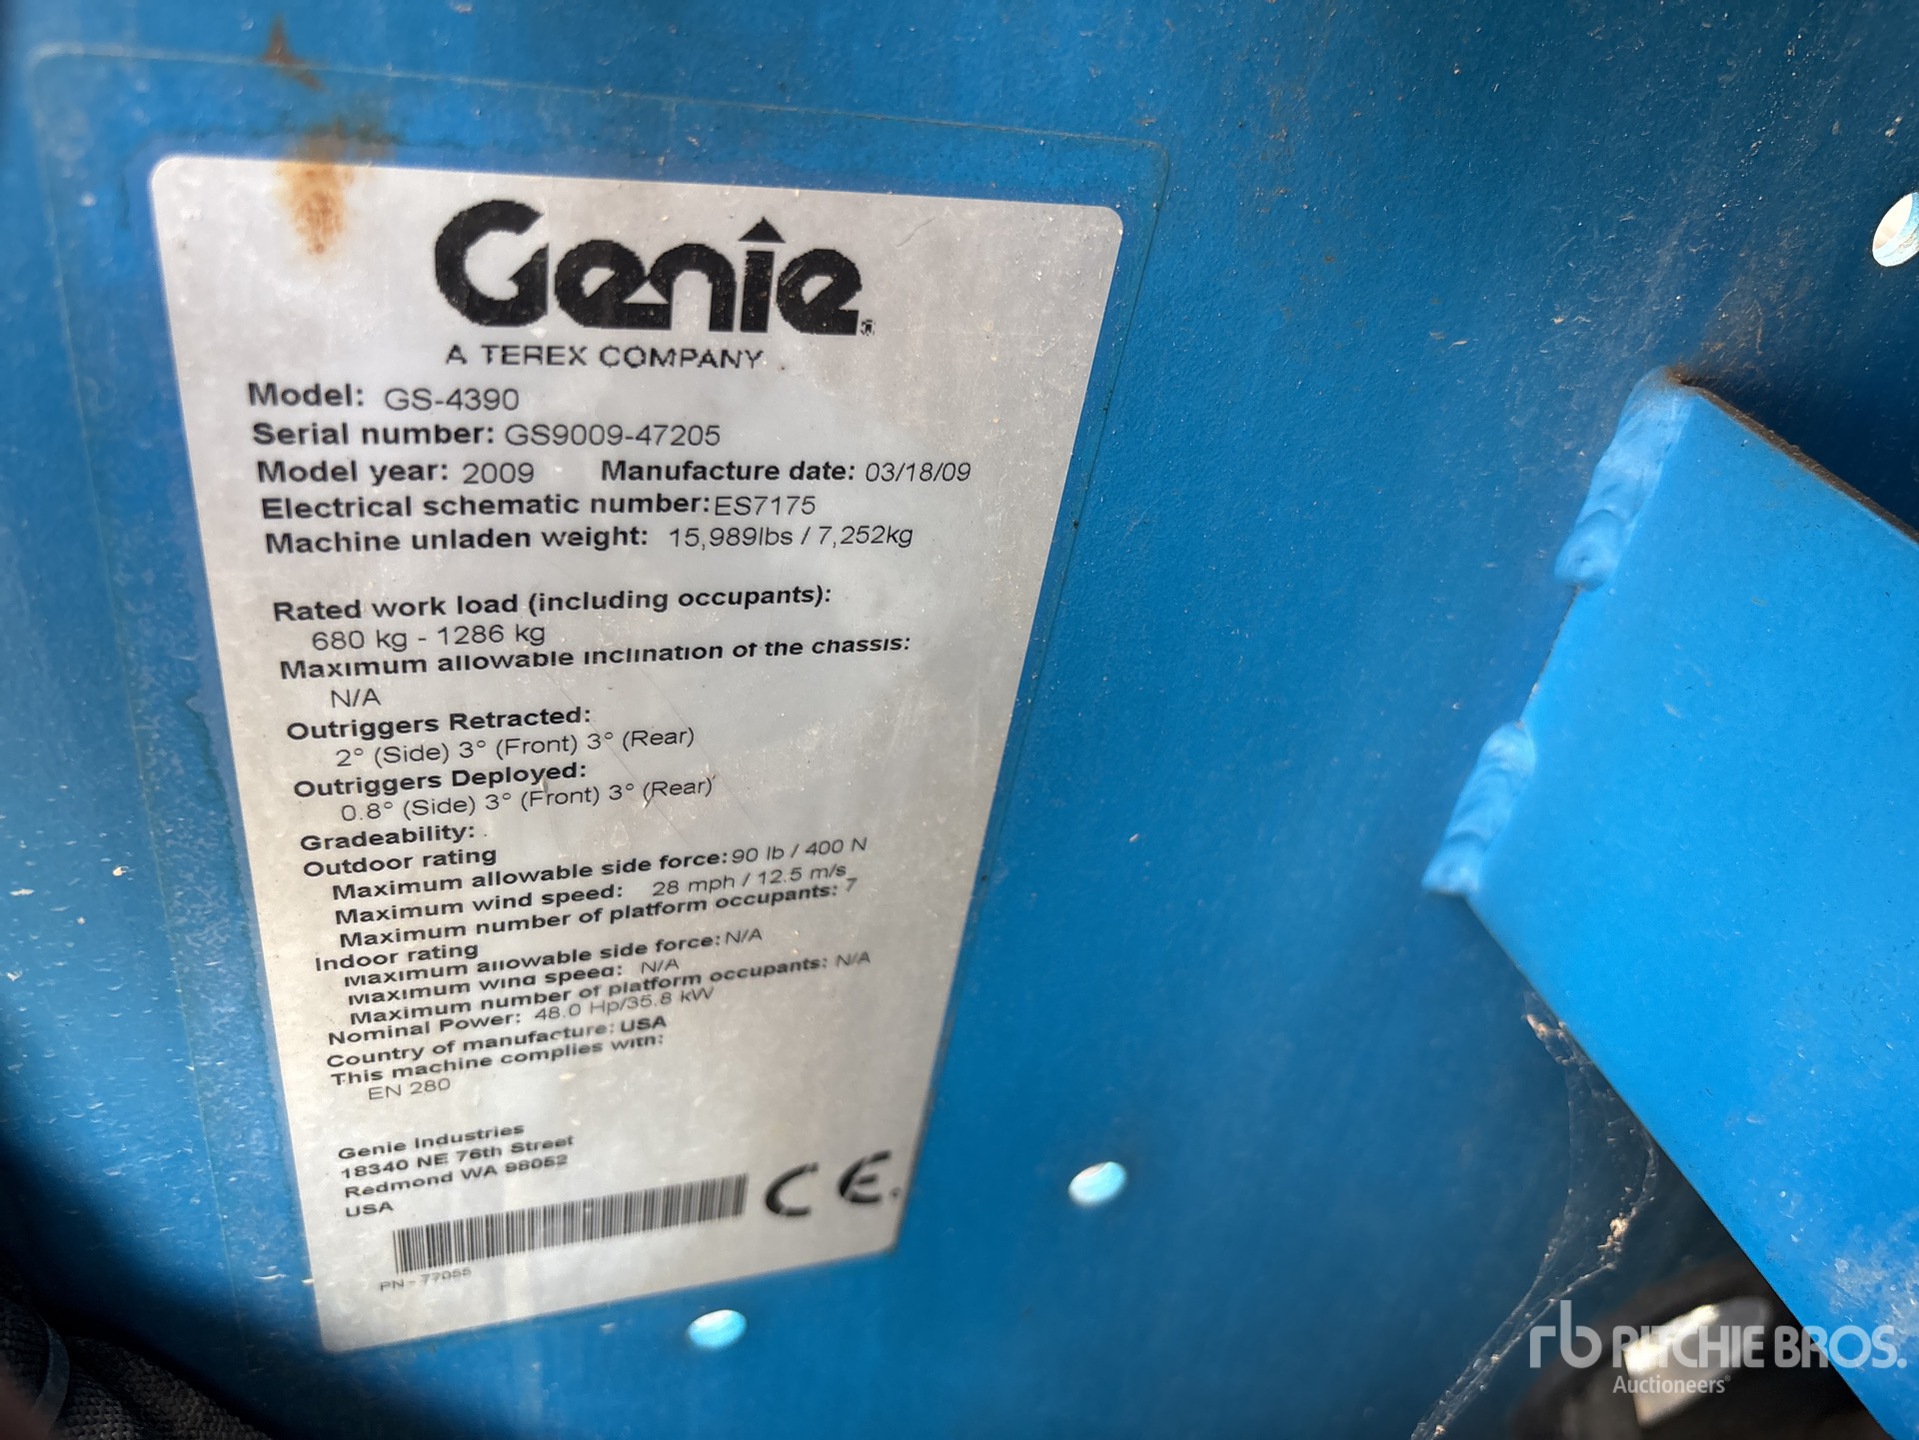 Genie
A TEREX COMPANY
Model: GS-4390
Serial number: GS9009-47205
Model year: 2009 Manufacture date: 03/18/09
Electrical schematic number: ES7175
Machine unladen weight: 15,989lbs / 7,252kg
Rated work load (including occupants):
680 kg - 1286 kg
Maximum allowable inclination of the chassis:
N/A
Outriggers Retracted:
2° (Side) 3° (Front) 3° (Rear)
Outriggers Deployed:
0.8° (Side) 3° (Front) 3° (Rear)
Gradeability:
Outdoor rating
Maximum allowable side force: 90 lb / 400 N
Maximum wind speed: 28 mph / 12.5 m/s
Maximum number of platform occupants: 7
Indoor rating
Maximum allowable side force: N/A
Maximum wind speed: N/A
Maximum number of platform occupants: N/A
Nominal Power: 48.0 Hp/35.8 kW
Country of manufacture: USA
This machine complies with:
EN 280
Genie Industries
18340 NE 76th Street
Redmond WA 98052
USA
CE
PN - 77055
rb RITCHIE BROS.
Auctioneers